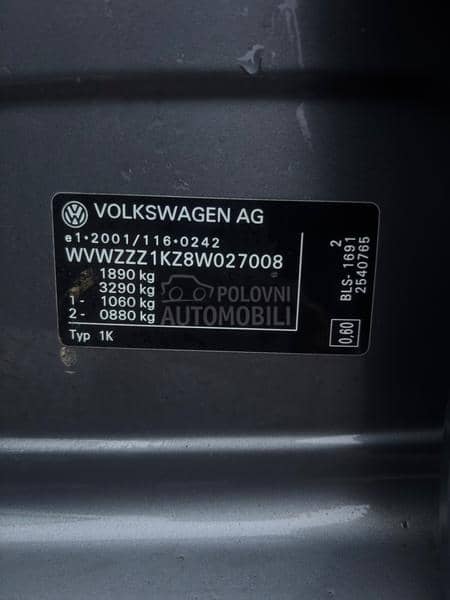 VOLKSWAGEN AG
e1*2001/116*0242
WVWZZZ1KZ8W027008
1890 kg
3290 kg
1- 1060 kg
2- 0880 kg
Typ 1K
2
BLS-1691
2540765
0,60
POLOVNI
AUTOMOBILI